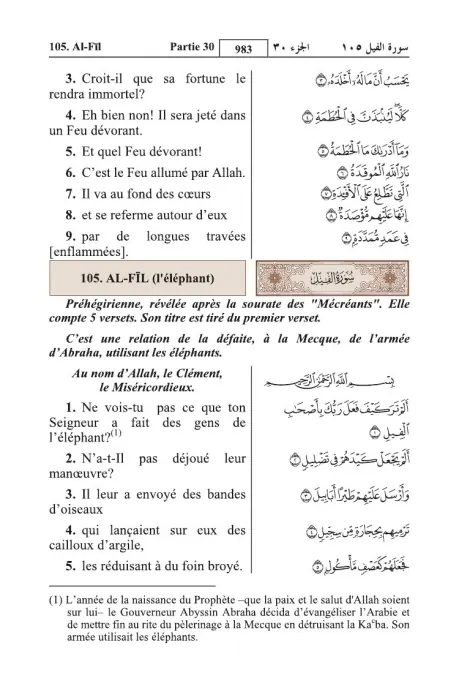 105. Al-Fīl Partie 30 983 الجزء ٣٠ سورة الفيل ١٠٥
3. Croit-il que sa fortune le
rendra immortel?
يَحْسَبُ أَنَّ مَالَهُۥٓ أَخْلَدَهُۥ ٣
4. Eh bien non! Il sera jeté dans
un Feu dévorant.
كَلَّا ۖ لَيُنۢبَذَنَّ فِى ٱلْحُطَمَةِ ٤
5. Et quel Feu dévorant!
وَمَآ أَدْرَىٰكَ مَا ٱلْحُطَمَةُ ٥
6. C'est le Feu allumé par Allah.
نَارُ ٱللَّهِ ٱلْمُوقَدَةُ ٦
7. Il va au fond des cœurs
ٱلَّتِى تَطَّلِعُ عَلَى ٱلْأَفْـِٔدَةِ ٧
8. et se referme autour d'eux
إِنَّهَا عَلَيْهِم مُّؤْصَدَةٌ ٨
9. par de longues travées
[enflammées].
فِى عَمَدٍ مُّمَدَّدَةٍۭ ٩
105. AL-FĪL (l'éléphant)
سُورَةُ الفِيلِ
Préhégirienne, révélée après la sourate des "Mécréants". Elle
compte 5 versets. Son titre est tiré du premier verset.
C'est une relation de la défaite, à la Mecque, de l'armée
d'Abraha, utilisant les éléphants.
Au nom d'Allah, le Clément,
le Miséricordieux.
بِسْمِ ٱللَّهِ ٱلرَّحْمَٰنِ ٱلرَّحِيمِ
1. Ne vois-tu pas ce que ton
Seigneur a fait des gens de
l'éléphant?(1)
أَلَمْ تَرَ كَيْفَ فَعَلَ رَبُّكَ بِأَصْحَٰبِ
ٱلْفِيلِ ١
2. N'a-t-Il pas déjoué leur
manœuvre?
أَلَمْ يَجْعَلْ كَيْدَهُمْ فِى تَضْلِيلٍ ٢
3. Il leur a envoyé des bandes
d'oiseaux
وَأَرْسَلَ عَلَيْهِمْ طَيْرًا أَبَابِيلَ ٣
4. qui lançaient sur eux des
cailloux d'argile,
تَرْمِيهِم بِحِجَارَةٍ مِّن سِجِّيلٍ ٤
5. les réduisant à du foin broyé.
فَجَعَلَهُمْ كَعَصْفٍ مَّأْكُولٍۭ ٥
(1) L'année de la naissance du Prophète –que la paix et le salut d'Allah soient
sur lui– le Gouverneur Abyssin Abraha décida d'évangéliser l'Arabie et
de mettre fin au rite du pèlerinage à la Mecque en détruisant la Kaʿba. Son
armée utilisait les éléphants.